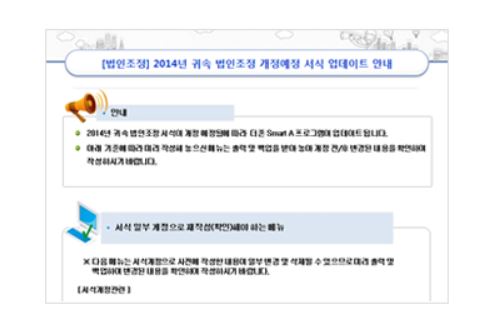 [법인조정] 2014년 귀속 법인조정 개정예정 서식 업데이트 안내
· 안내
2014년 귀속 법인조정 서식이 개정 예정됨에 따라 더존 Smart A 프로그램이 업데이트 됩니다.
아래 기준에 따라 미리 작성해 놓으신 메뉴는 출력 및 백업을 받아 놓아 개정 전/후 변경된 내용을 확인하여
작성하시기 바랍니다.
· 서식 일부 개정으로 재작성(확인)해야 하는 메뉴
※ 다음 메뉴는 서식개정으로 사전에 작성한 내용이 일부 변경 및 삭제될 수 있으므로 미리 출력 및
백업하여 변경된 내용을 확인하여 작성하시기 바랍니다.
[서식개정관련]